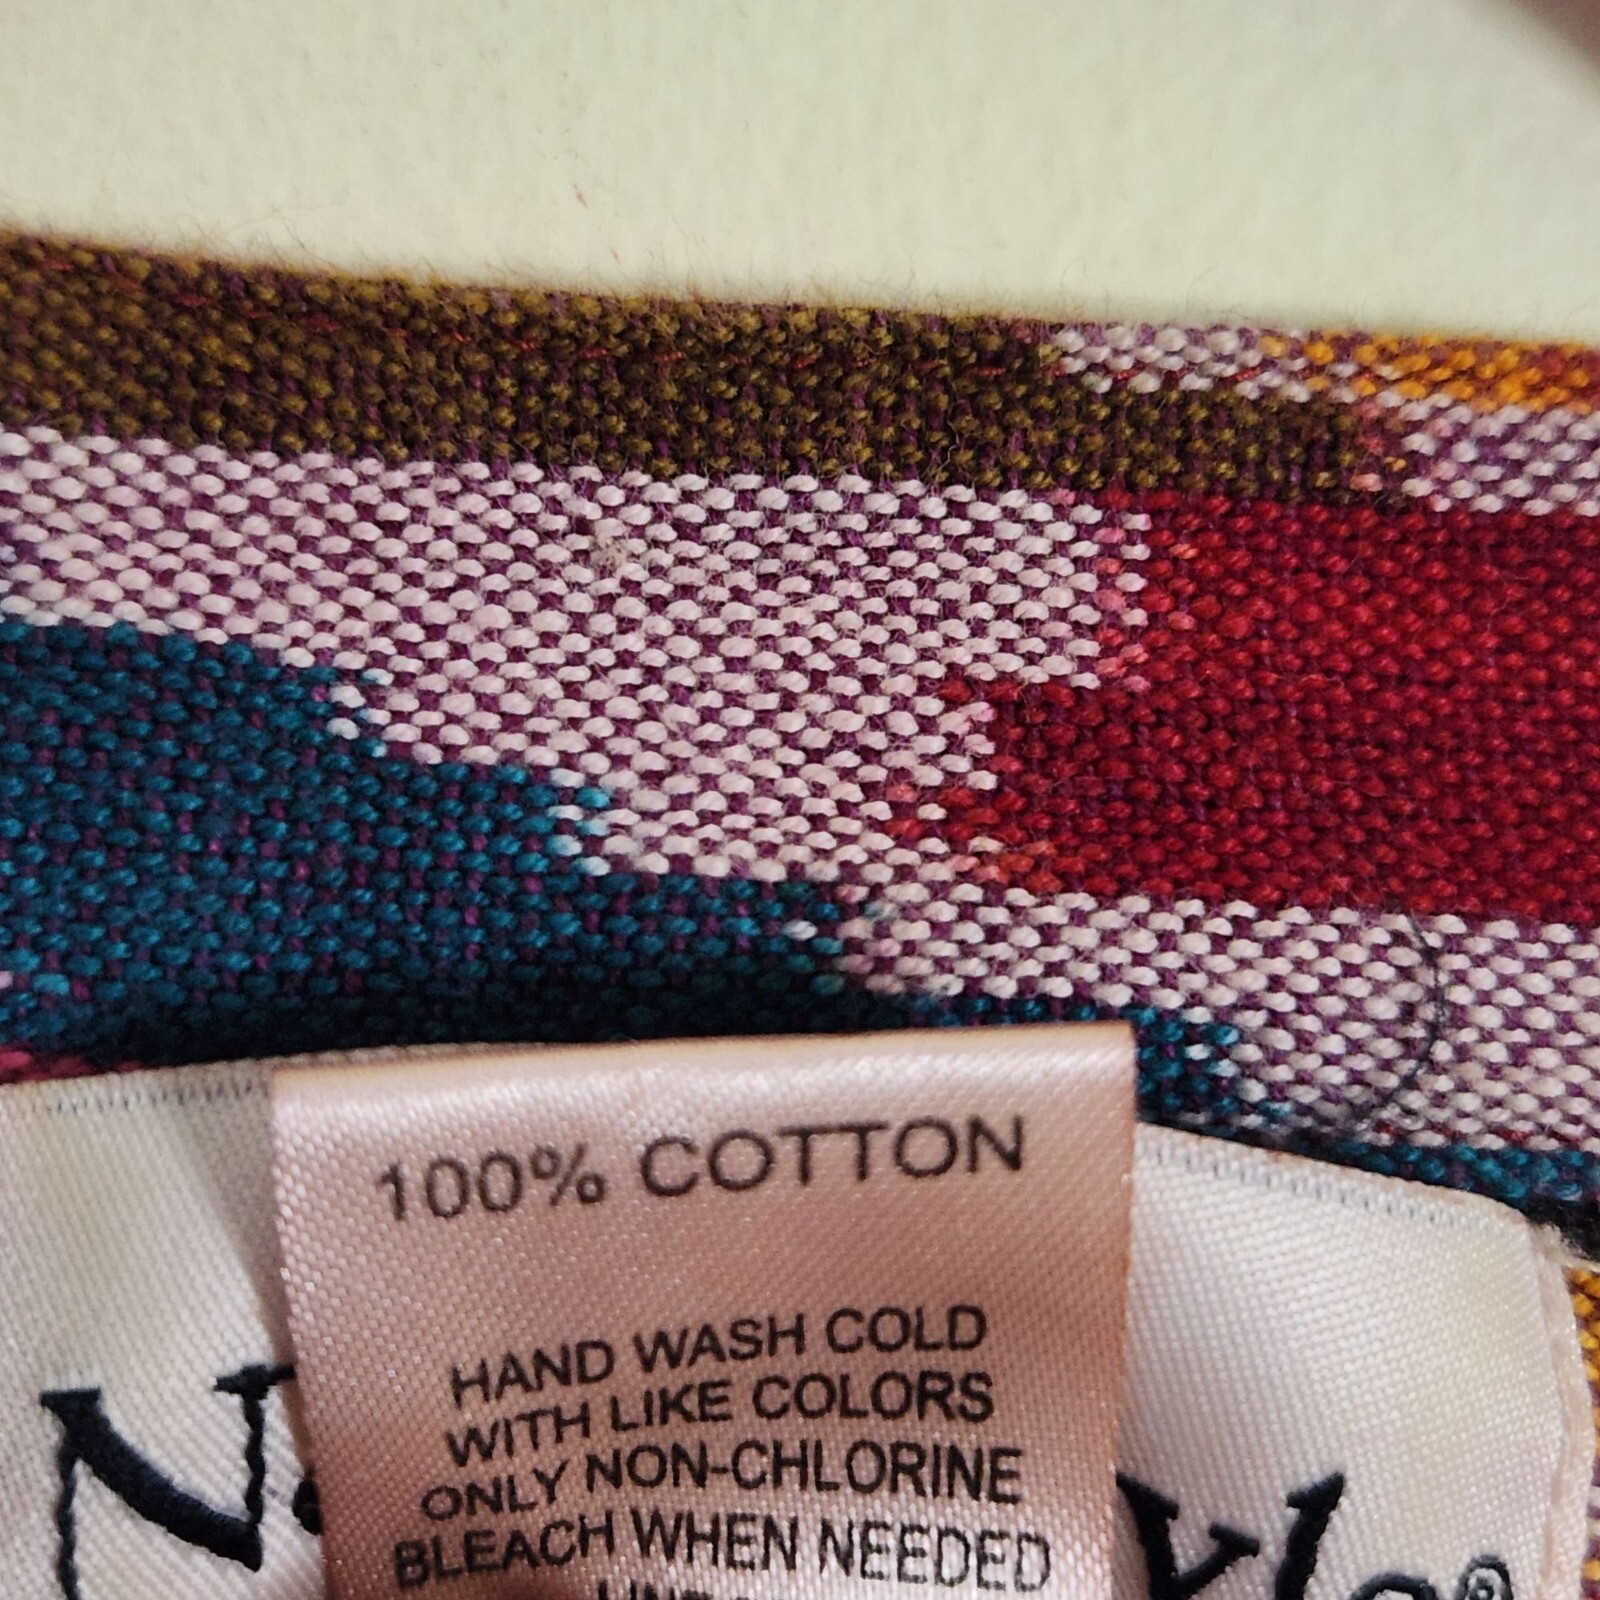 100% COTTON
HAND WASH COLD
WITH LIKE COLORS
ONLY NON-CHLORINE
BLEACH WHEN NEEDED